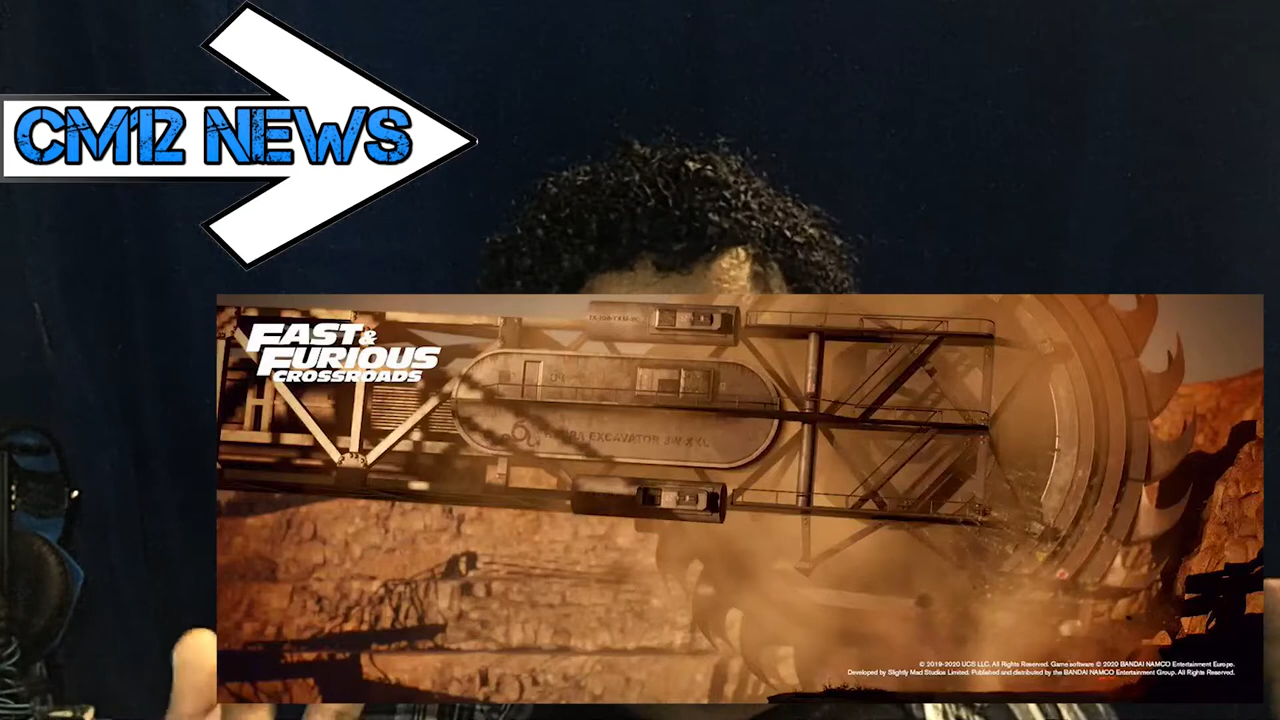 CM12 NEWS
FAST &
FURIOUS
CROSSROADS
EXCAVATOR
© 2019-2020 UCS LLC. All Rights Reserved. Game software © 2020 BANDAI NAMCO Entertainment Europe.
Developed by Slightly Mad Studios Limited. Published and distributed by the BANDAI NAMCO Entertainment Group. All Rights Reserved.